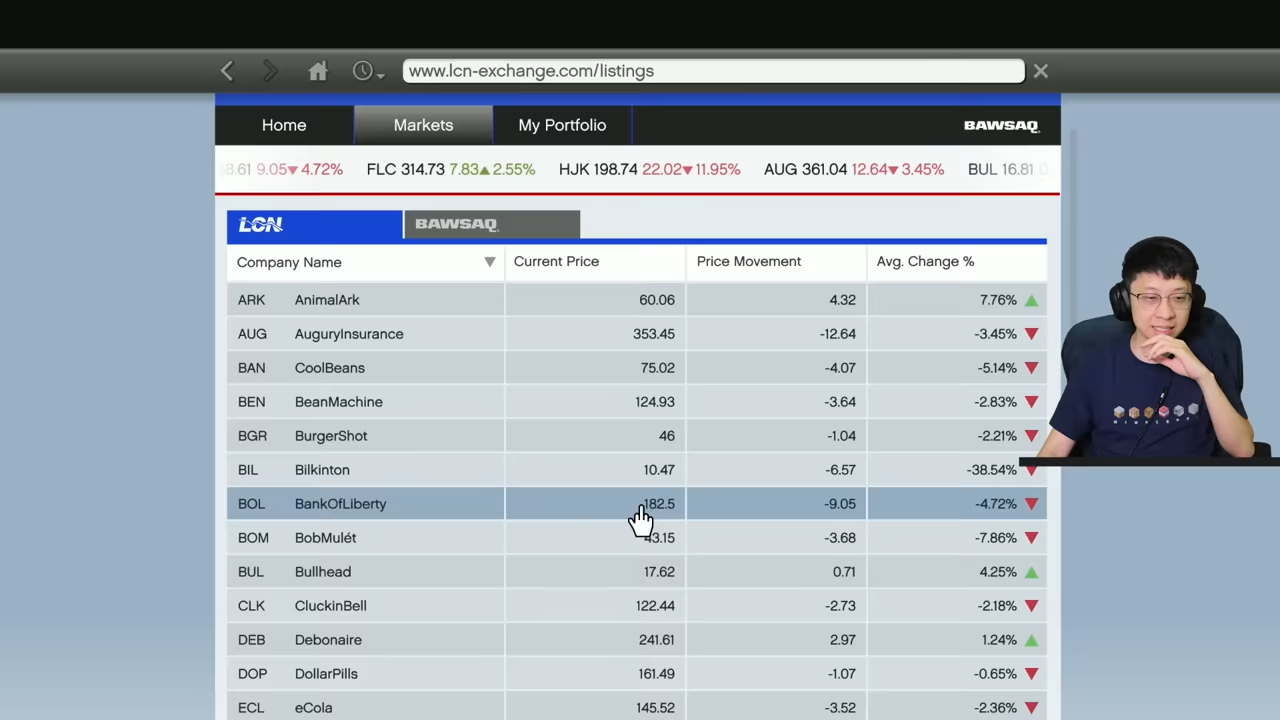 www.lcn-exchange.com/listings
Home Markets My Portfolio BAWSAQ
8.61 9.05▼4.72% FLC 314.73 7.83▲2.55% HJK 198.74 22.02▼11.95% AUG 361.04 12.64▼3.45% BUL 16.81
LCN BAWSAQ
Company Name ▼ Current Price Price Movement Avg. Change %
ARK AnimalArk 60.06 4.32 7.76% ▲
AUG AuguryInsurance 353.45 -12.64 -3.45% ▼
BAN CoolBeans 75.02 -4.07 -5.14% ▼
BEN BeanMachine 124.93 -3.64 -2.83% ▼
BGR BurgerShot 46 -1.04 -2.21% ▼
BIL Bilkinton 10.47 -6.57 -38.54% ▼
BOL BankOfLiberty 182.5 -9.05 -4.72% ▼
BOM BobMulét 43.15 -3.68 -7.86% ▼
BUL Bullhead 17.62 0.71 4.25% ▲
CLK CluckinBell 122.44 -2.73 -2.18% ▼
DEB Debonaire 241.61 2.97 1.24% ▲
DOP DollarPills 161.49 -1.07 -0.65% ▼
ECL eCola 145.52 -3.52 -2.36% ▼